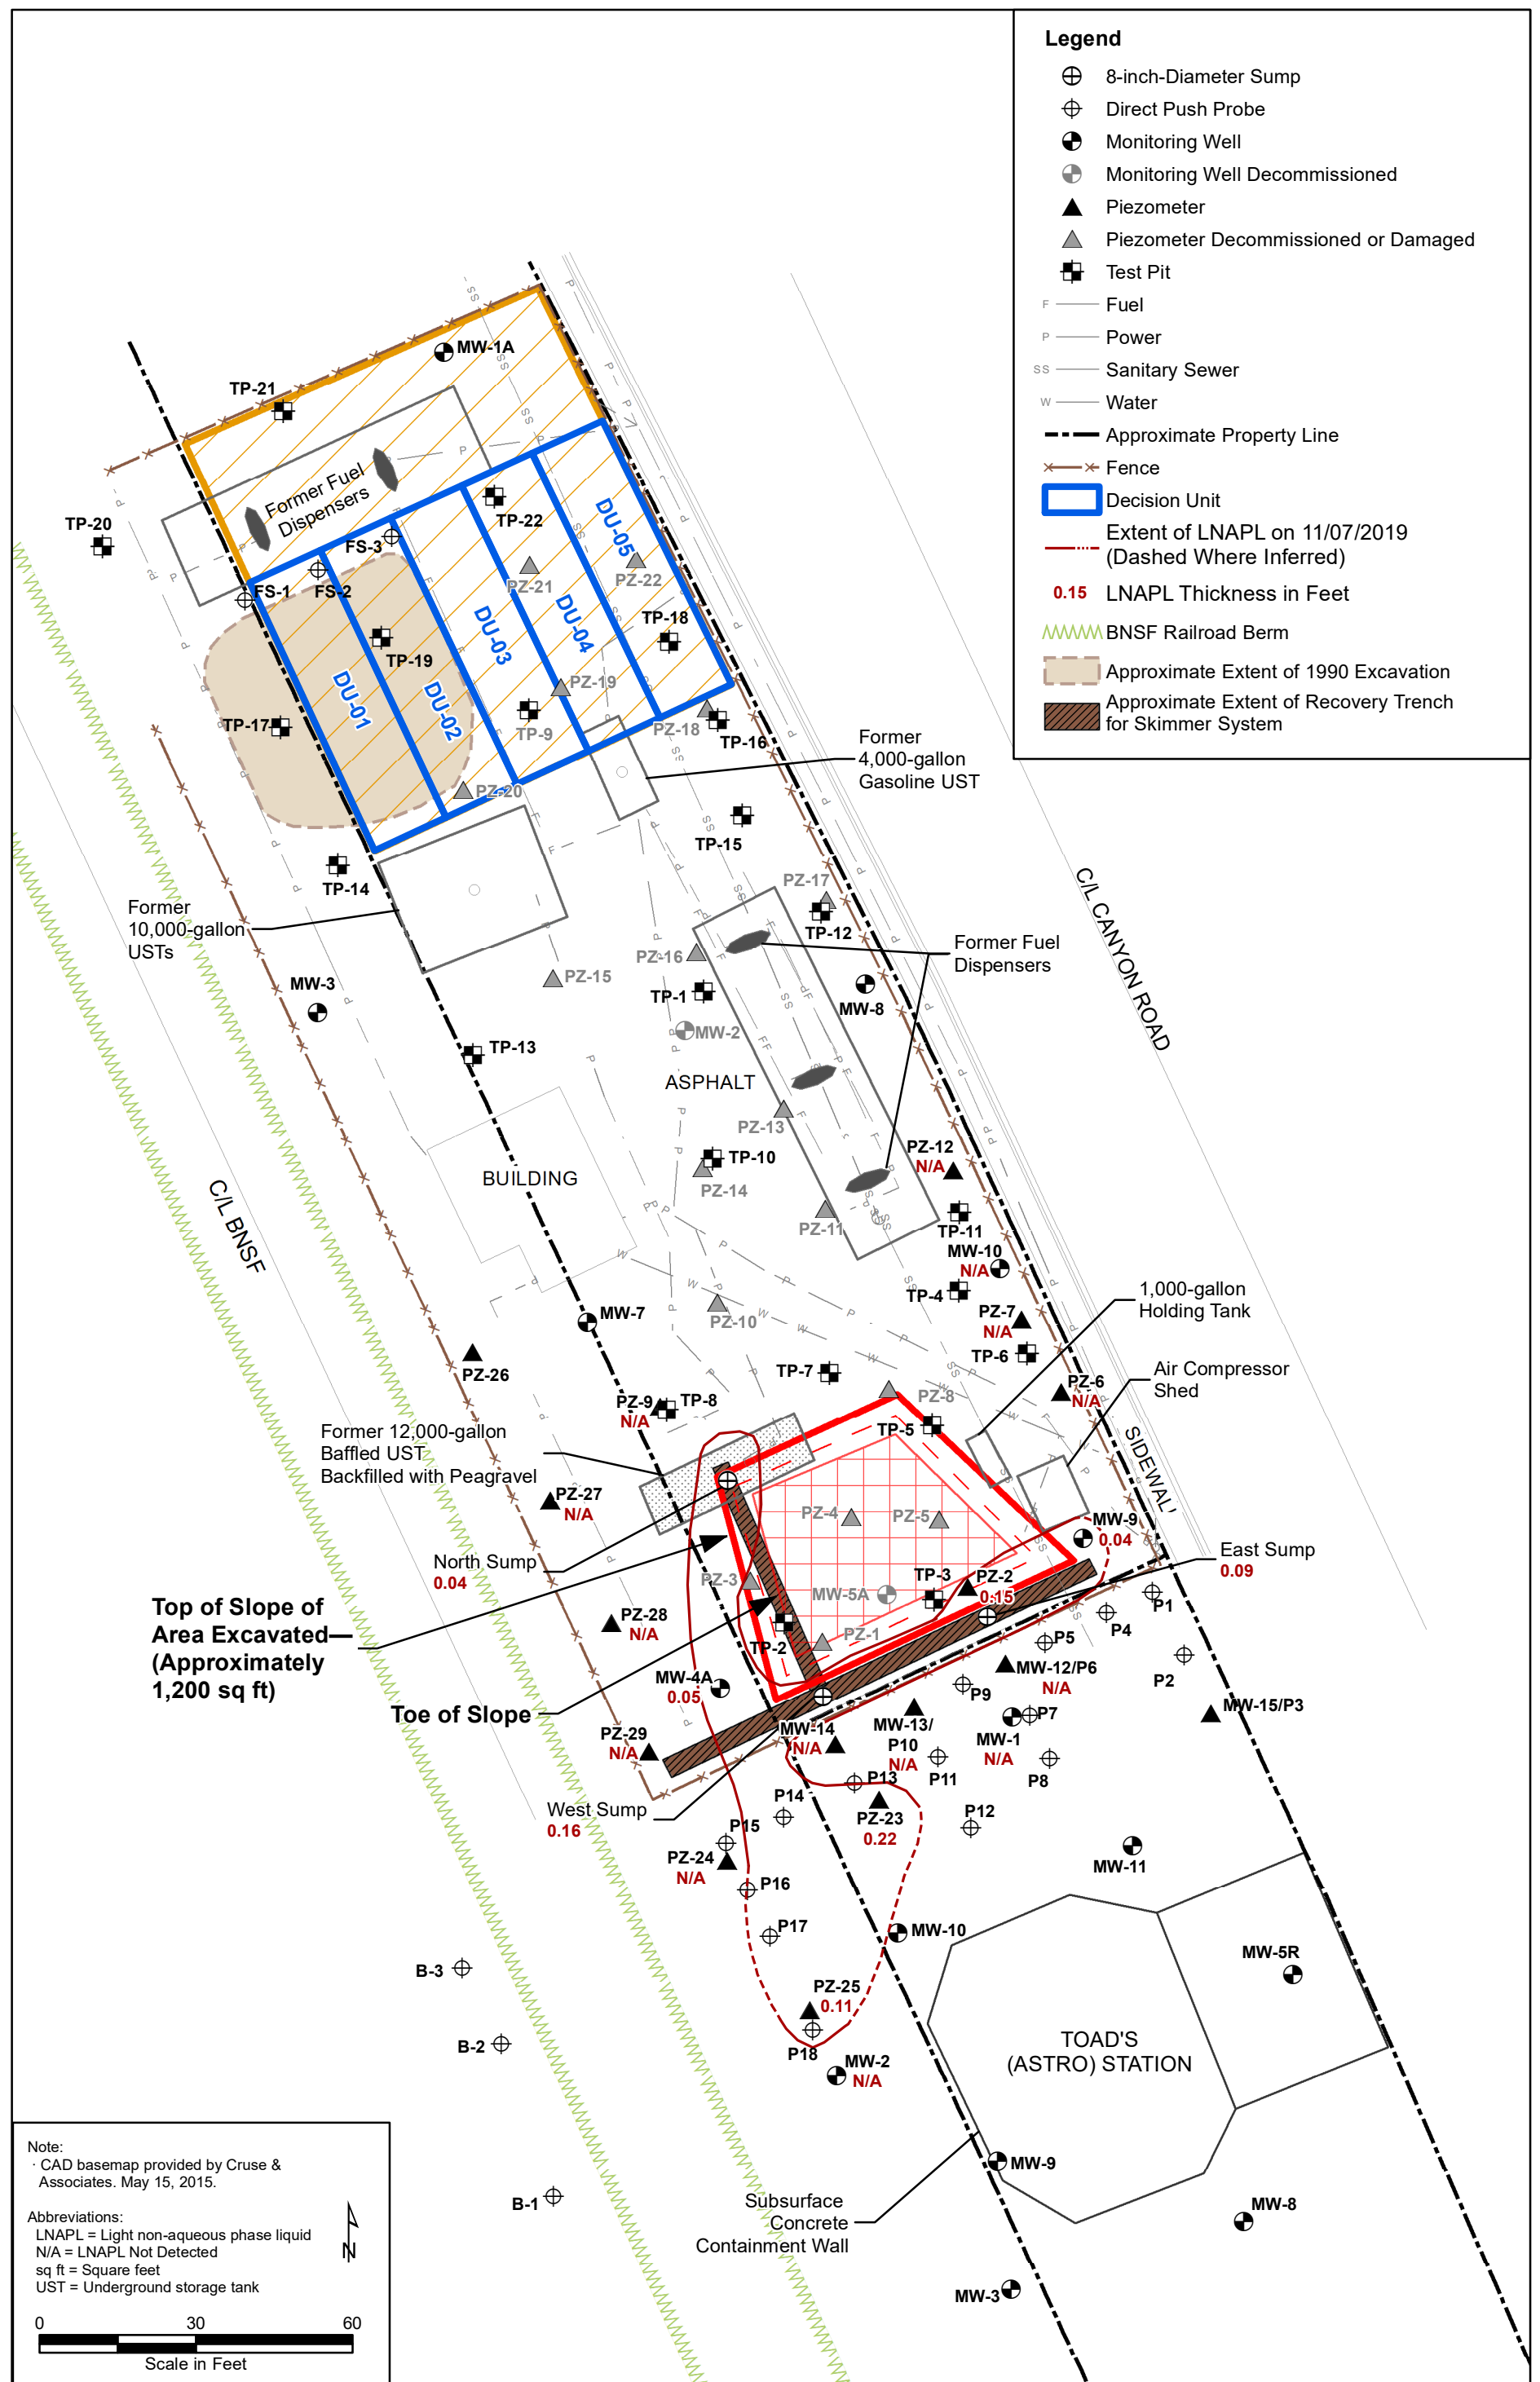 Legend
8-inch-Diameter Sump
Direct Push Probe
Monitoring Well
Monitoring Well Decommissioned
Piezometer
Piezometer Decommissioned or Damaged
Test Pit
F Fuel
P Power
SS Sanitary Sewer
W Water
Approximate Property Line
Fence
Decision Unit
Extent of LNAPL on 11/07/2019
(Dashed Where Inferred)
0.15 LNAPL Thickness in Feet
BNSF Railroad Berm
Approximate Extent of 1990 Excavation
Approximate Extent of Recovery Trench
for Skimmer System
MW-1A
TP-21
Former Fuel
Dispensers
TP-20
TP-22
FS-3
FS-1
FS-2
DU-05
PZ-21
PZ-22
DU-04
DU-03
TP-18
TP-19
DU-01
DU-02
PZ-19
TP-17
TP-9
PZ-18
TP-16
PZ-20
Former
4,000-gallon
Gasoline UST
TP-15
TP-14
PZ-17
TP-12
Former
10,000-gallon
USTs
PZ-16
PZ-15
Former Fuel
Dispensers
C/L CANYON ROAD
MW-3
TP-1
MW-8
MW-2
TP-13
ASPHALT
PZ-13
TP-10
PZ-14
PZ-12
N/A
BUILDING
C/L BNSF
PZ-11
TP-11
MW-10
N/A
TP-4
PZ-10
MW-7
PZ-7
N/A
1,000-gallon
Holding Tank
TP-6
PZ-26
TP-7
PZ-8
PZ-6
N/A
Air Compressor
Shed
PZ-9
N/A
TP-8
TP-5
SIDEWAL
Former 12,000-gallon
Baffled UST
Backfilled with Peagravel
PZ-27
N/A
PZ-4
PZ-5
MW-9
0.04
North Sump
0.04
East Sump
0.09
PZ-3
MW-5A
TP-3
PZ-2
0.15
Top of Slope of
Area Excavated—
(Approximately
1,200 sq ft)
PZ-28
N/A
TP-2
PZ-1
P1
P4
P5
P2
MW-4A
0.05
Toe of Slope
MW-12/P6
N/A
P9
MW-15/P3
PZ-29
N/A
MW-14
N/A
MW-13/
P10
N/A
MW-1
N/A
P7
P11
P8
P13
P14
PZ-23
0.22
P12
West Sump
0.16
P15
PZ-24
N/A
MW-11
P16
P17
MW-10
MW-5R
B-3
PZ-25
0.11
B-2
P18
MW-2
N/A
TOAD'S
(ASTRO) STATION
MW-9
B-1
Subsurface
Concrete
Containment Wall
MW-8
MW-3
Note:
· CAD basemap provided by Cruse &
Associates. May 15, 2015.
Abbreviations:
LNAPL = Light non-aqueous phase liquid
N/A = LNAPL Not Detected
sq ft = Square feet
UST = Underground storage tank
N
0 30 60
Scale in Feet